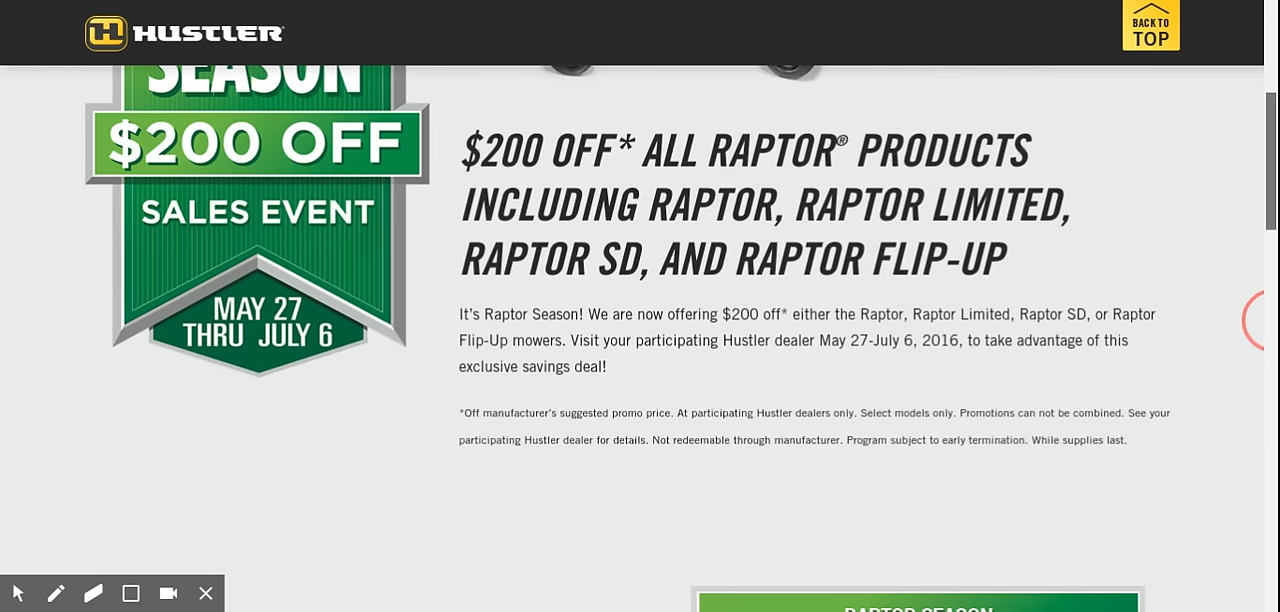 HUSTLER
BACK TO
TOP
SEASON
$200 OFF
SALES EVENT
MAY 27
THRU JULY 6
$200 OFF* ALL RAPTOR® PRODUCTS
INCLUDING RAPTOR, RAPTOR LIMITED,
RAPTOR SD, AND RAPTOR FLIP-UP
It's Raptor Season! We are now offering $200 off* either the Raptor, Raptor Limited, Raptor SD, or Raptor
Flip-Up mowers. Visit your participating Hustler dealer May 27-July 6, 2016, to take advantage of this
exclusive savings deal!
*Off manufacturer's suggested promo price. At participating Hustler dealers only. Select models only. Promotions can not be combined. See your
participating Hustler dealer for details. Not redeemable through manufacturer. Program subject to early termination. While supplies last.
RAPTOR SEASON